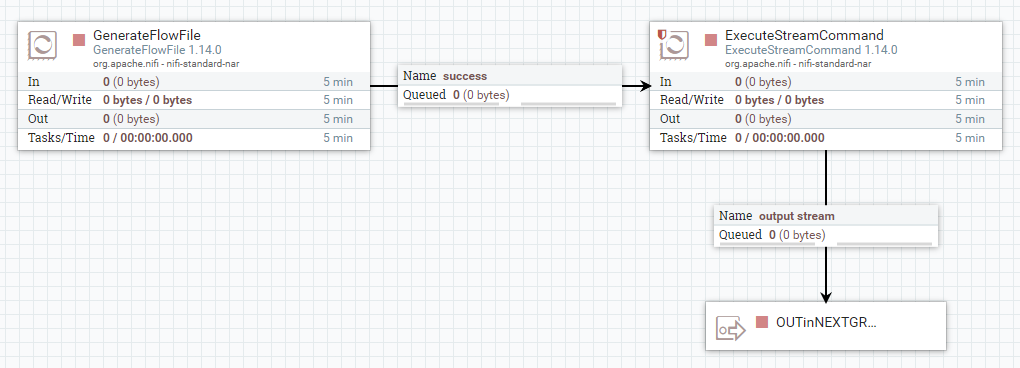 GenerateFlowFile
GenerateFlowFile 1.14.0
org.apache.nifi - nifi-standard-nar
In 0 (0 bytes) 5 min
Read/Write 0 bytes / 0 bytes 5 min
Out 0 (0 bytes) 5 min
Tasks/Time 0 / 00:00:00.000 5 min
Name success
Queued 0 (0 bytes)
ExecuteStreamCommand
ExecuteStreamCommand 1.14.0
org.apache.nifi - nifi-standard-nar
In 0 (0 bytes) 5 min
Read/Write 0 bytes / 0 bytes 5 min
Out 0 (0 bytes) 5 min
Tasks/Time 0 / 00:00:00.000 5 min
Name output stream
Queued 0 (0 bytes)
OUTinNEXTGR...